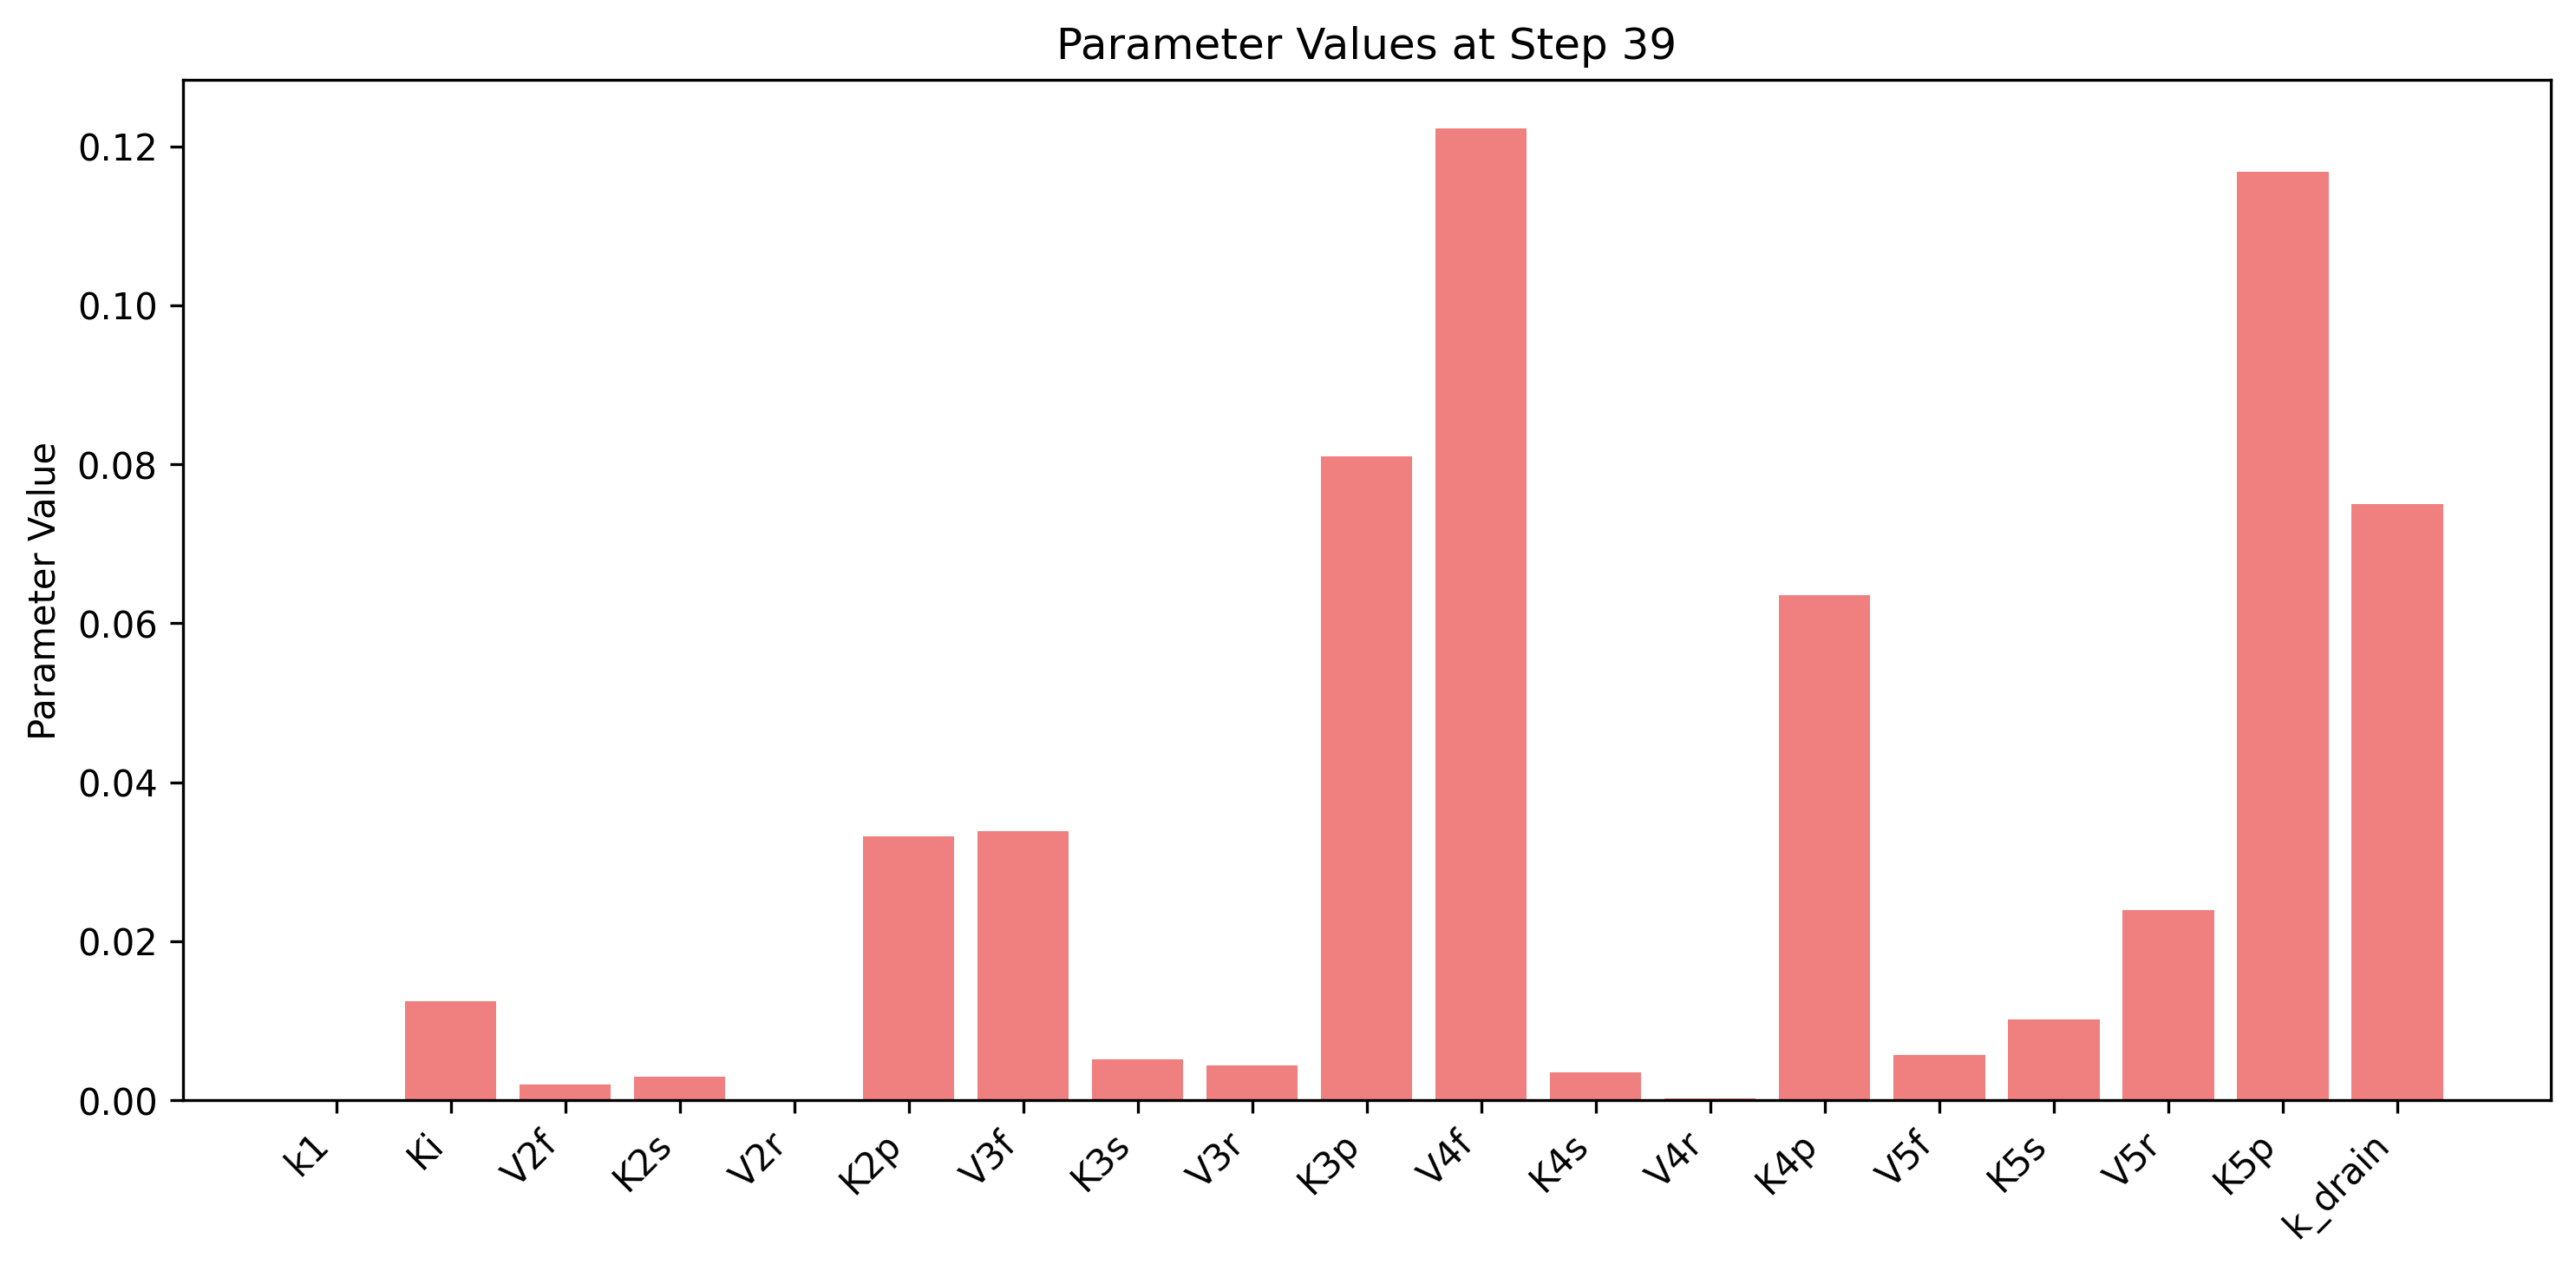 Parameter Values at Step 39
Parameter Value
0.12
0.10
0.08
0.06
0.04
0.02
0.00
k1 Ki V2f K2s V2r K2p V3f K3s V3r K3p V4f K4s V4r K4p V5f K5s V5r K5p k_drain